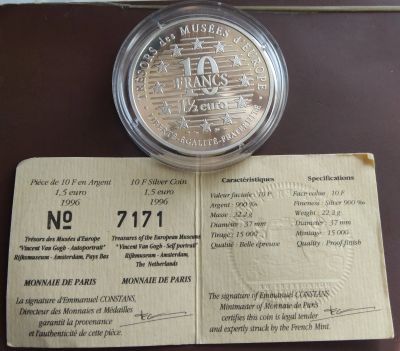 TRÉSORS des MUSÉES d'EUROPE
10
FRANCS
1½ euro
LIBERTÉ-ÉGALITÉ-FRATERNITÉ
Pièce de 10 F en Argent
1,5 euro
1996
10 F Silver Coin
1,5 euro
1996
No 7171
Trésors des Musées d'Europe
"Vincent Van Gogh - Autoportrait"
Rijksmuseum - Amsterdam, Pays Bas
Treasures of the European Museums
"Vincent Van Gogh - Self portrait"
Rijksmuseum - Amsterdam,
The Netherlands
MONNAIE DE PARIS
MONNAIE DE PARIS
La signature d'Emmanuel CONSTANS,
Directeur des Monnaies et Médailles
garantit la provenance
et l'authenticité de cette pièce.
Caractéristiques
Valeur faciale : 10 F
Argent : 900 ‰
Masse : 22,2 g
Diamètre : 37 mm
Tirage : 15 000
Qualité : Belle épreuve
Specifications
Face value : 10 F
Fineness : Silver 900 ‰
Weight : 22,2 g
Diameter : 37 mm
Mintage : 15 000
Quality : Proof finish
The signature of Emmanuel CONSTANS,
Mintmaster of Monnaie de Paris
certifies this coin is legal tender
and expertly struck by the French Mint.